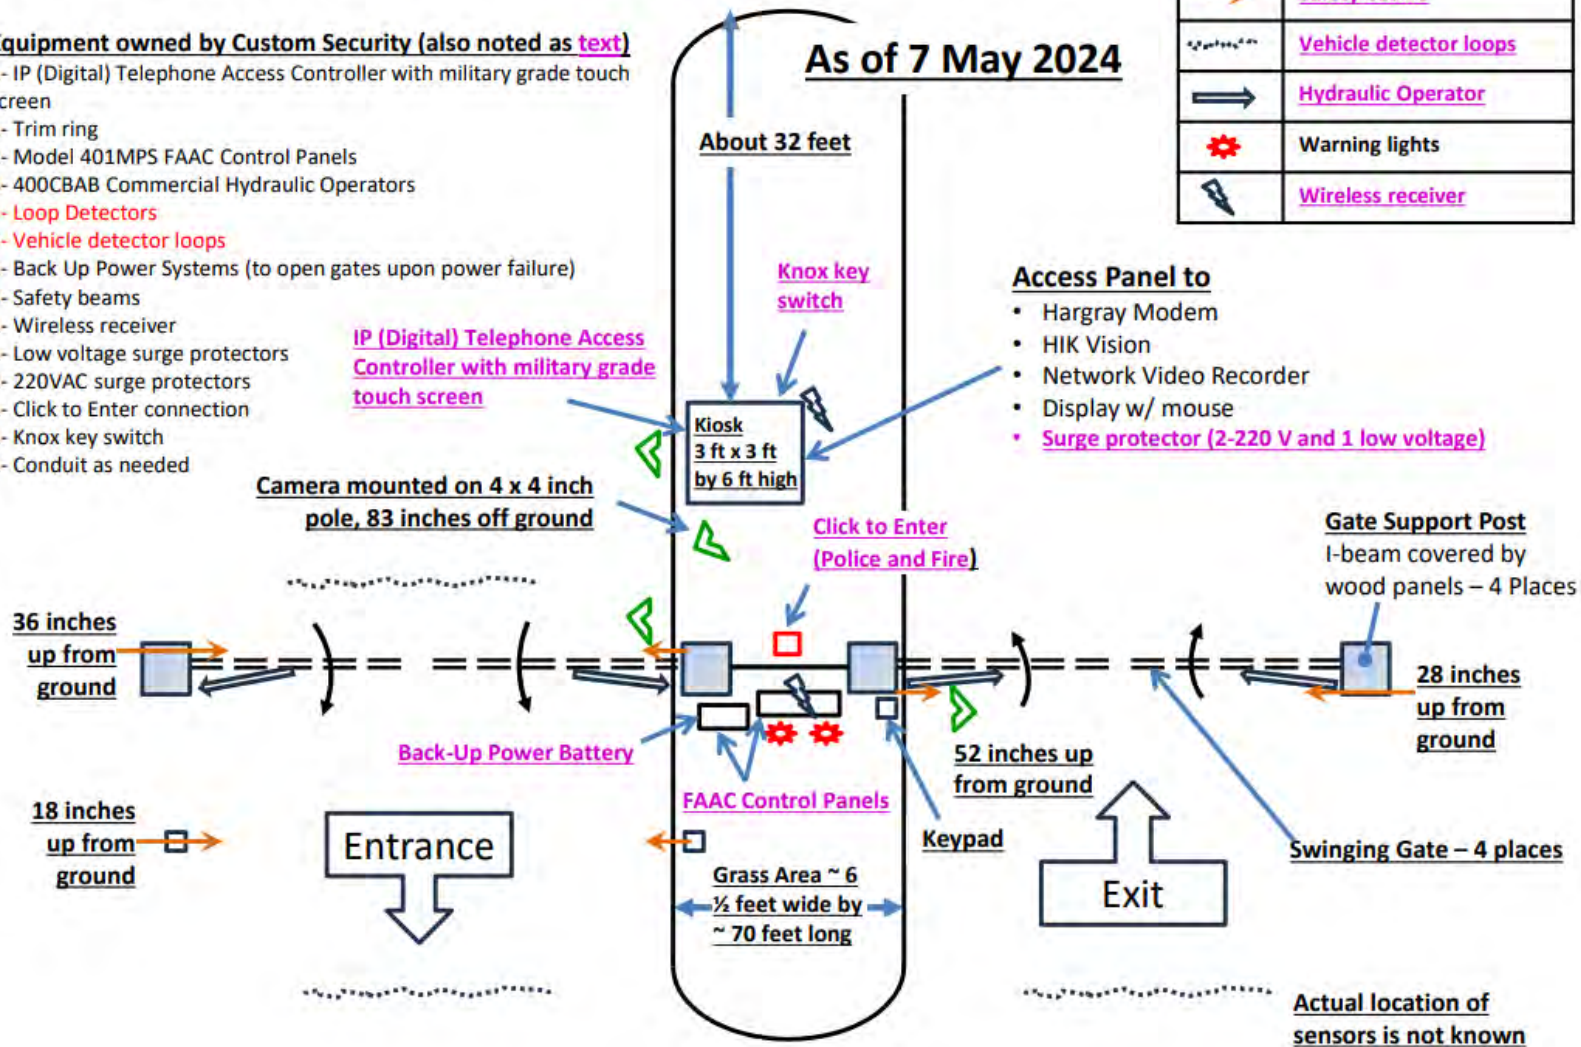 Equipment owned by Custom Security (also noted as text)
- IP (Digital) Telephone Access Controller with military grade touch
screen
- Trim ring
- Model 401MPS FAAC Control Panels
- 400CBAB Commercial Hydraulic Operators
- Loop Detectors
- Vehicle detector loops
- Back Up Power Systems (to open gates upon power failure)
- Safety beams
- Wireless receiver
- Low voltage surge protectors
- 220VAC surge protectors
- Click to Enter connection
- Knox key switch
- Conduit as needed
As of 7 May 2024
Vehicle detector loops
Hydraulic Operator
Warning lights
Wireless receiver
About 32 feet
Knox key
switch
IP (Digital) Telephone Access
Controller with military grade
touch screen
Access Panel to
• Hargray Modem
• HIK Vision
• Network Video Recorder
• Display w/ mouse
• Surge protector (2-220 V and 1 low voltage)
Kiosk
3 ft x 3 ft
by 6 ft high
Camera mounted on 4 x 4 inch
pole, 83 inches off ground
Click to Enter
(Police and Fire)
Gate Support Post
I-beam covered by
wood panels – 4 Places
36 inches
up from
ground
28 inches
up from
ground
Back-Up Power Battery
52 inches up
from ground
FAAC Control Panels
Keypad
Swinging Gate – 4 places
18 inches
up from
ground
Entrance
Exit
Grass Area ~ 6
½ feet wide by
~ 70 feet long
Actual location of
sensors is not known